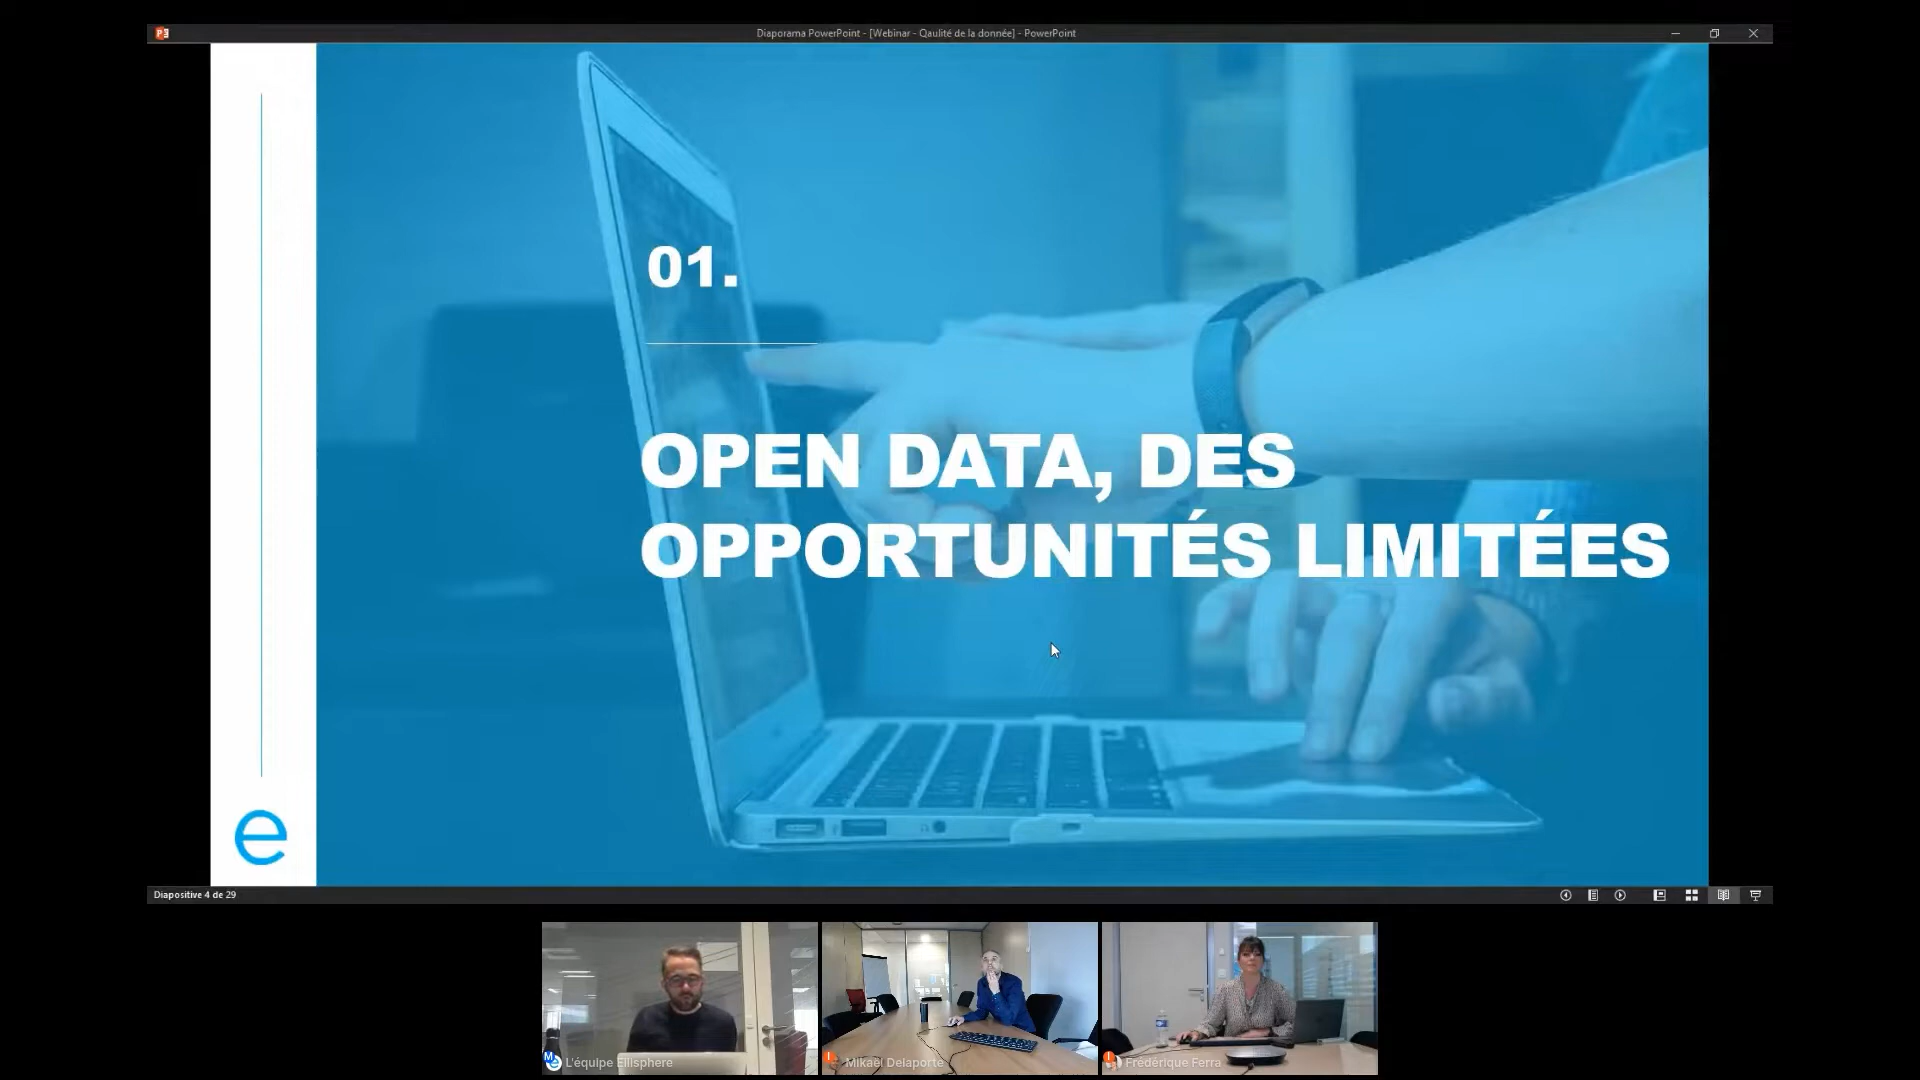 Diaporama PowerPoint - [Webinar - Qaulité de la donnée] - PowerPoint
01.
OPEN DATA, DES
OPPORTUNITÉS LIMITÉES
e
Diapositive 4 de 29
L'équipe Ellisphere
Mikaël Delaporte
Frédérique Ferra